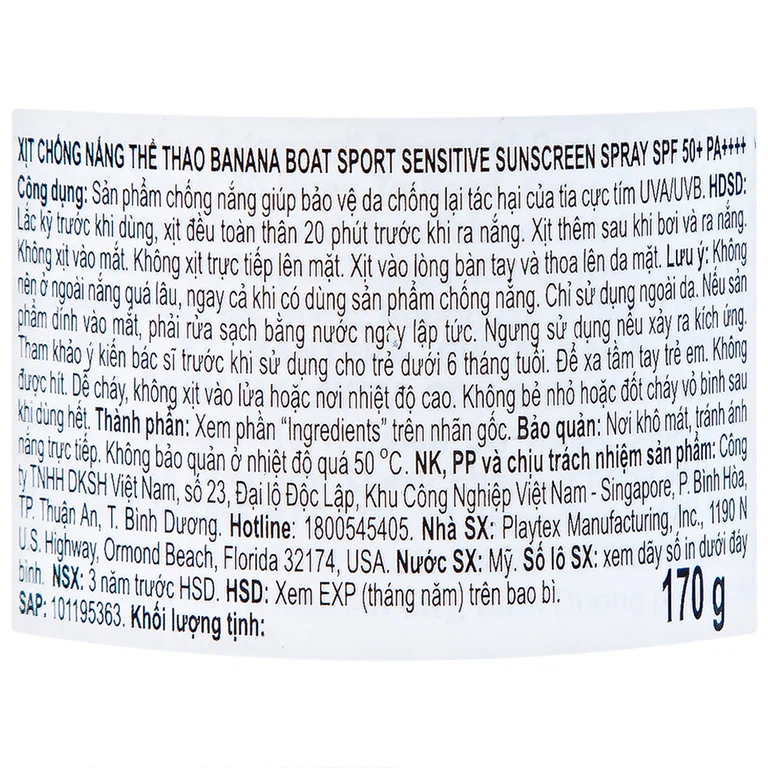 XỊT CHỐNG NẮNG THỂ THAO BANANA BOAT SPORT SENSITIVE SUNSCREEN SPRAY SPF 50+ PA++++
Công dụng: Sản phẩm chống nắng giúp bảo vệ da chống lại tác hại của tia cực tím UVA/UVB. HDSD:
Lắc kỹ trước khi dùng, xịt đều toàn thân 20 phút trước khi ra nắng. Xịt thêm sau khi bơi và ra nắng.
Không xịt vào mắt. Không xịt trực tiếp lên mặt. Xịt vào lòng bàn tay và thoa lên da mặt. Lưu ý: Không
nên ở ngoài nắng quá lâu, ngay cả khi có dùng sản phẩm chống nắng. Chỉ sử dụng ngoài da. Nếu sản
phẩm dính vào mắt, phải rửa sạch bằng nước ngay lập tức. Ngưng sử dụng nếu xảy ra kích ứng.
Tham khảo ý kiến bác sĩ trước khi sử dụng cho trẻ dưới 6 tháng tuổi. Để xa tầm tay trẻ em. Không
được hít. Dễ cháy, không xịt vào lửa hoặc nơi nhiệt độ cao. Không bẻ nhỏ hoặc đốt cháy vỏ bình sau
khi dùng hết. Thành phần: Xem phần "Ingredients" trên nhãn gốc. Bảo quản: Nơi khô mát, tránh ánh
nắng trực tiếp. Không bảo quản ở nhiệt độ quá 50 °C. NK, PP và chịu trách nhiệm sản phẩm: Công
ty TNHH DKSH Việt Nam, số 23, Đại lộ Độc Lập, Khu Công Nghiệp Việt Nam - Singapore, P. Bình Hòa,
TP. Thuận An, T. Bình Dương. Hotline: 1800545405. Nhà SX: Playtex Manufacturing, Inc., 1190 N
U.S. Highway, Ormond Beach, Florida 32174, USA. Nước SX: Mỹ. Số lô SX: xem dãy số in dưới đáy
bình. NSX: 3 năm trước HSD. HSD: Xem EXP (tháng năm) trên bao bì.
SAP: 101195363. Khối lượng tịnh: 170 g